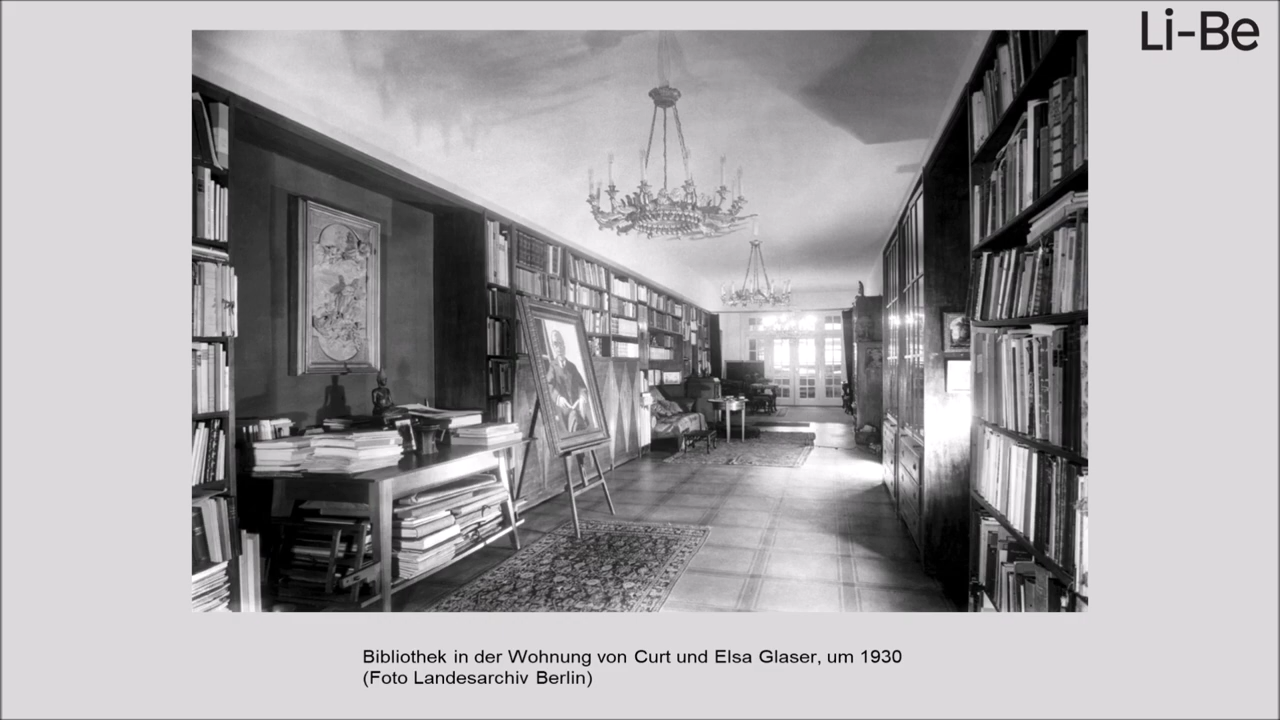 Li-Be
Bibliothek in der Wohnung von Curt und Elsa Glaser, um 1930
(Foto Landesarchiv Berlin)